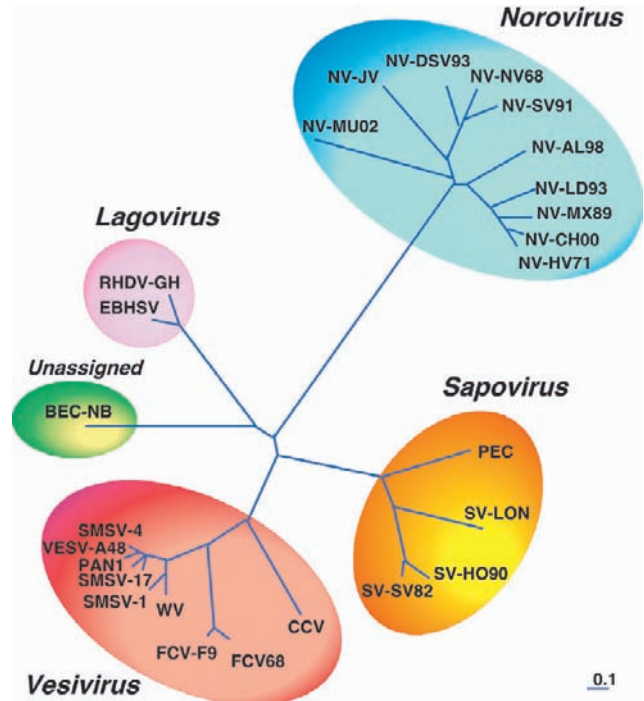 Norovirus
NV-DSV93
NV-JV
NV-NV68
NV-SV91
NV-MU02
NV-AL98
NV-LD93
NV-MX89
NV-CH00
NV-HV71
Lagovirus
RHDV-GH
EBHSV
Unassigned
BEC-NB
Sapovirus
PEC
SV-LON
SV-HO90
SV-SV82
SMSV-4
VESV-A48
PAN1
SMSV-17
SMSV-1
WV
CCV
FCV-F9
FCV68
Vesivirus
0.1